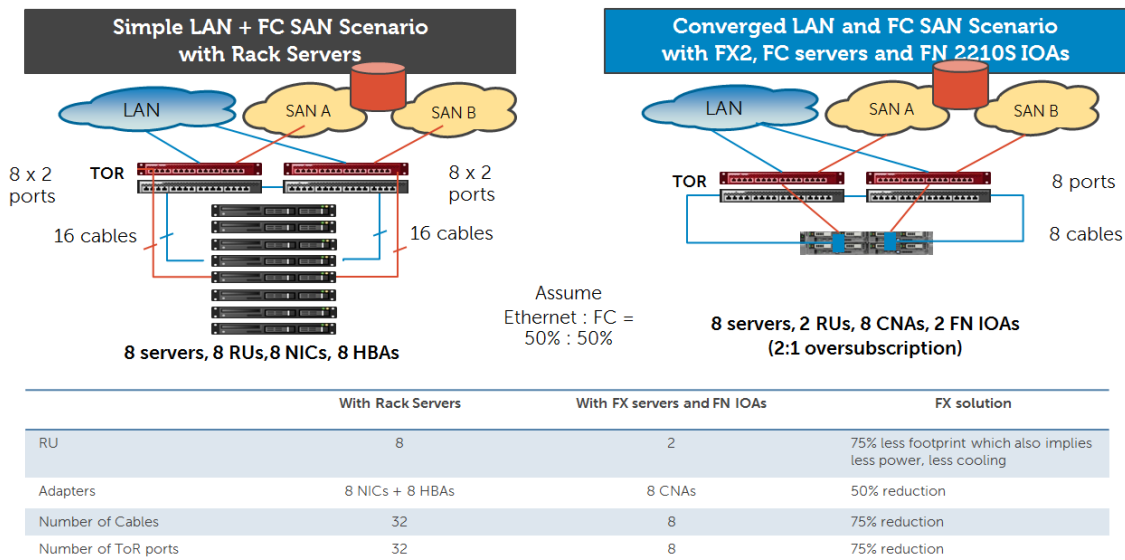 Simple LAN + FC SAN Scenario
with Rack Servers
LAN
SAN A
SAN B
8 x 2
ports
TOR
8 x 2
ports
16 cables
16 cables
8 servers, 8 RUs,8 NICs, 8 HBAs
Assume
Ethernet : FC =
50% : 50%
Converged LAN and FC SAN Scenario
with FX2, FC servers and FN 2210S IOAs
LAN
SAN A
SAN B
TOR
8 ports
8 cables
8 servers, 2 RUs, 8 CNAs, 2 FN IOAs
(2:1 oversubscription)
With Rack Servers With FX servers and FN IOAs FX solution
RU 8 2 75% less footprint which also implies
less power, less cooling
Adapters 8 NICs + 8 HBAs 8 CNAs 50% reduction
Number of Cables 32 8 75% reduction
Number of ToR ports 32 8 75% reduction